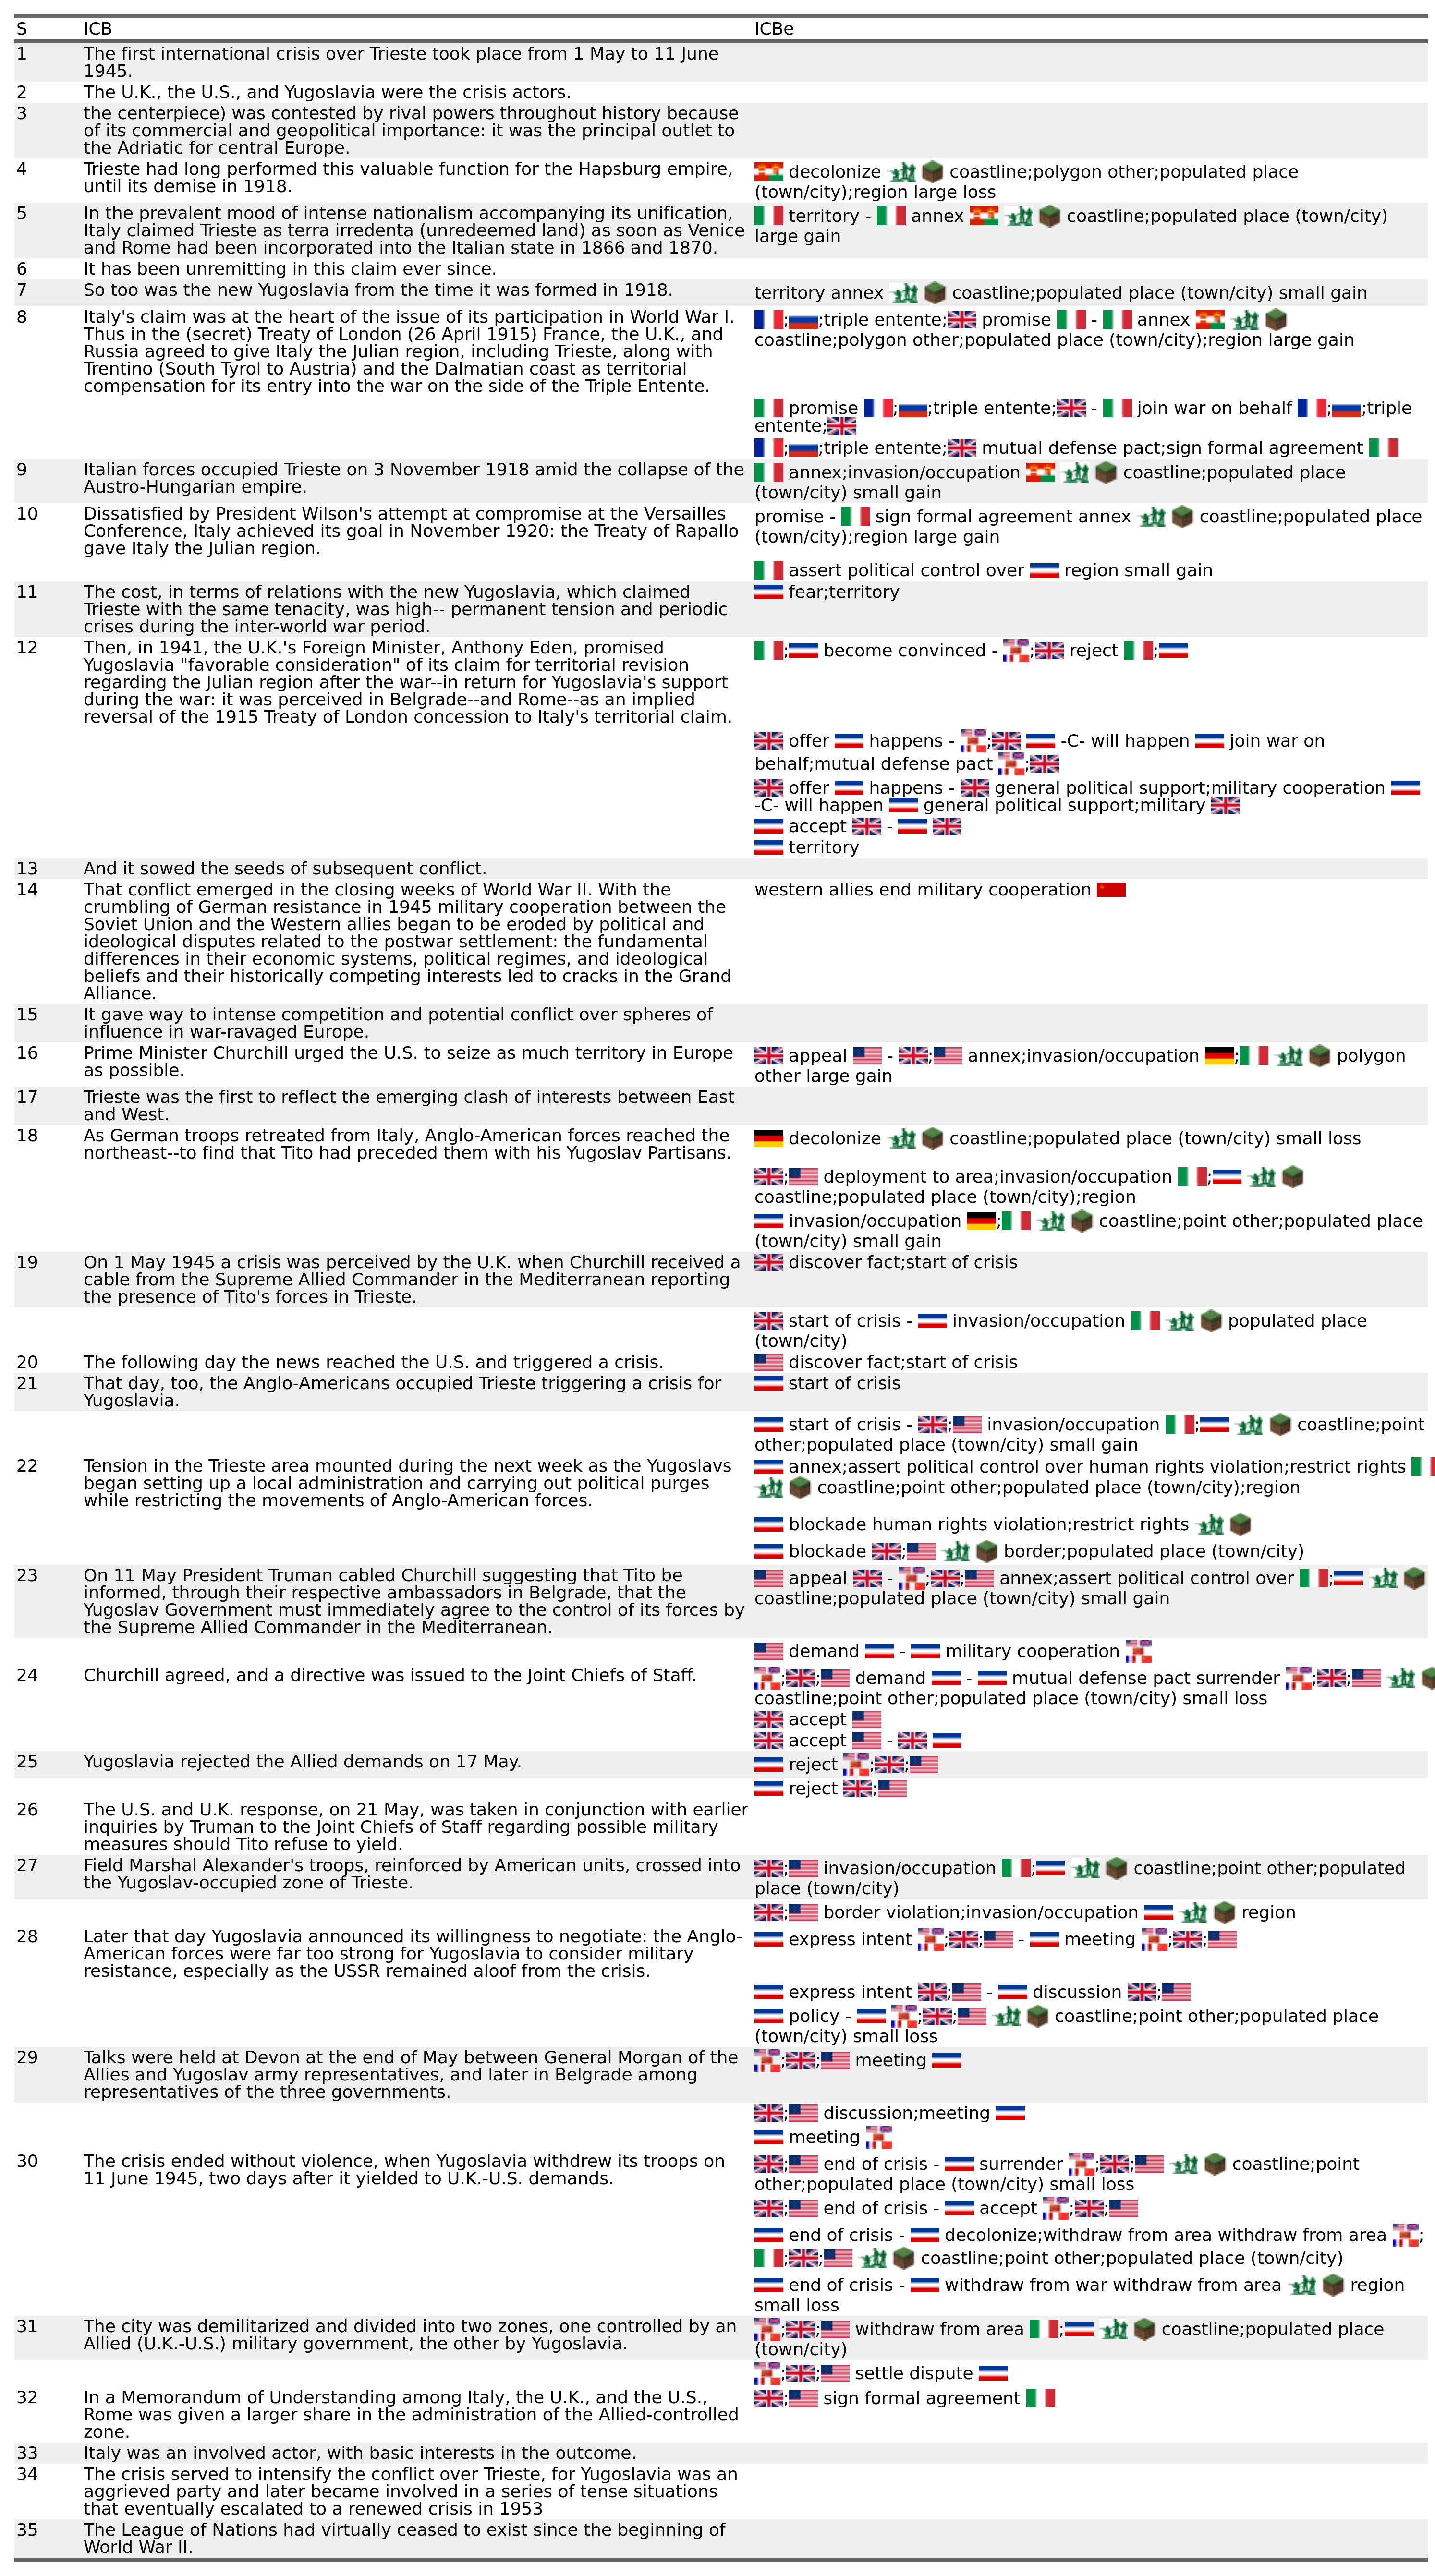 S ICB ICBe
1 The first international crisis over Trieste took place from 1 May to 11 June
1945.
2 The U.K., the U.S., and Yugoslavia were the crisis actors.
3 the centerpiece) was contested by rival powers throughout history because
of its commercial and geopolitical importance: it was the principal outlet to
the Adriatic for central Europe.
4 Trieste had long performed this valuable function for the Hapsburg empire,
until its demise in 1918.
decolonize coastline;polygon other;populated place
(town/city);region large loss
5 In the prevalent mood of intense nationalism accompanying its unification,
Italy claimed Trieste as terra irredenta (unredeemed land) as soon as Venice
and Rome had been incorporated into the Italian state in 1866 and 1870.
territory - annex coastline;populated place (town/city)
large gain
6 It has been unremitting in this claim ever since.
7 So too was the new Yugoslavia from the time it was formed in 1918.
territory annex coastline;populated place (town/city) small gain
8 Italy's claim was at the heart of the issue of its participation in World War I.
Thus in the (secret) Treaty of London (26 April 1915) France, the U.K., and
Russia agreed to give Italy the Julian region, including Trieste, along with
Trentino (South Tyrol to Austria) and the Dalmatian coast as territorial
compensation for its entry into the war on the side of the Triple Entente.
; ;triple entente; promise - annex
coastline;polygon other;populated place (town/city);region large gain
promise ; ;triple entente; - join war on behalf ; ;triple
entente;
; ;triple entente; mutual defense pact;sign formal agreement
9 Italian forces occupied Trieste on 3 November 1918 amid the collapse of the
Austro-Hungarian empire.
annex;invasion/occupation coastline;populated place
(town/city) small gain
10 Dissatisfied by President Wilson's attempt at compromise at the Versailles
Conference, Italy achieved its goal in November 1920: the Treaty of Rapallo
gave Italy the Julian region.
promise - sign formal agreement annex coastline;populated place
(town/city);region large gain
assert political control over region small gain
11 The cost, in terms of relations with the new Yugoslavia, which claimed
Trieste with the same tenacity, was high-- permanent tension and periodic
crises during the inter-world war period.
fear;territory
12 Then, in 1941, the U.K.'s Foreign Minister, Anthony Eden, promised
Yugoslavia "favorable consideration" of its claim for territorial revision
regarding the Julian region after the war--in return for Yugoslavia's support
during the war: it was perceived in Belgrade--and Rome--as an implied
reversal of the 1915 Treaty of London concession to Italy's territorial claim.
; become convinced - ; reject ;
offer happens - ; -C- will happen join war on
behalf;mutual defense pact ;
offer happens - general political support;military cooperation
-C- will happen general political support;military
accept -
territory
13 And it sowed the seeds of subsequent conflict.
14 That conflict emerged in the closing weeks of World War II. With the
crumbling of German resistance in 1945 military cooperation between the
Soviet Union and the Western allies began to be eroded by political and
ideological disputes related to the postwar settlement: the fundamental
differences in their economic systems, political regimes, and ideological
beliefs and their historically competing interests led to cracks in the Grand
Alliance.
western allies end military cooperation
15 It gave way to intense competition and potential conflict over spheres of
influence in war-ravaged Europe.
16 Prime Minister Churchill urged the U.S. to seize as much territory in Europe
as possible.
appeal - ; annex;invasion/occupation ; polygon
other large gain
17 Trieste was the first to reflect the emerging clash of interests between East
and West.
18 As German troops retreated from Italy, Anglo-American forces reached the
northeast--to find that Tito had preceded them with his Yugoslav Partisans.
decolonize coastline;populated place (town/city) small loss
; deployment to area;invasion/occupation ;
coastline;populated place (town/city);region
invasion/occupation ; coastline;point other;populated place
(town/city) small gain
19 On 1 May 1945 a crisis was perceived by the U.K. when Churchill received a
cable from the Supreme Allied Commander in the Mediterranean reporting
the presence of Tito's forces in Trieste.
discover fact;start of crisis
start of crisis - invasion/occupation populated place
(town/city)
20 The following day the news reached the U.S. and triggered a crisis.
discover fact;start of crisis
21 That day, too, the Anglo-Americans occupied Trieste triggering a crisis for
Yugoslavia.
start of crisis
start of crisis - ; invasion/occupation ; coastline;point
other;populated place (town/city) small gain
22 Tension in the Trieste area mounted during the next week as the Yugoslavs
began setting up a local administration and carrying out political purges
while restricting the movements of Anglo-American forces.
annex;assert political control over human rights violation;restrict rights
coastline;point other;populated place (town/city);region
blockade human rights violation;restrict rights
blockade ; border;populated place (town/city)
23 On 11 May President Truman cabled Churchill suggesting that Tito be
informed, through their respective ambassadors in Belgrade, that the
Yugoslav Government must immediately agree to the control of its forces by
the Supreme Allied Commander in the Mediterranean.
appeal - ; ; annex;assert political control over ;
coastline;populated place (town/city) small gain
demand - military cooperation
24 Churchill agreed, and a directive was issued to the Joint Chiefs of Staff.
; ; demand - mutual defense pact surrender ; ;
coastline;point other;populated place (town/city) small loss
accept
accept -
25 Yugoslavia rejected the Allied demands on 17 May.
reject ; ;
reject ;
26 The U.S. and U.K. response, on 21 May, was taken in conjunction with earlier
inquiries by Truman to the Joint Chiefs of Staff regarding possible military
measures should Tito refuse to yield.
27 Field Marshal Alexander's troops, reinforced by American units, crossed into
the Yugoslav-occupied zone of Trieste.
; invasion/occupation ; coastline;point other;populated
place (town/city)
; border violation;invasion/occupation region
28 Later that day Yugoslavia announced its willingness to negotiate: the Anglo-
American forces were far too strong for Yugoslavia to consider military
resistance, especially as the USSR remained aloof from the crisis.
express intent ; ; - meeting ; ;
express intent ; - discussion ;
policy - ; ; coastline;point other;populated place
(town/city) small loss
29 Talks were held at Devon at the end of May between General Morgan of the
Allies and Yugoslav army representatives, and later in Belgrade among
representatives of the three governments.
; ; meeting
; discussion;meeting
meeting
30 The crisis ended without violence, when Yugoslavia withdrew its troops on
11 June 1945, two days after it yielded to U.K.-U.S. demands.
; end of crisis - surrender ; ; coastline;point
other;populated place (town/city) small loss
; end of crisis - accept ; ;
end of crisis - decolonize;withdraw from area withdraw from area ;
; ; coastline;point other;populated place (town/city)
end of crisis - withdraw from war withdraw from area region
small loss
31 The city was demilitarized and divided into two zones, one controlled by an
Allied (U.K.-U.S.) military government, the other by Yugoslavia.
; ; withdraw from area ; coastline;populated place
(town/city)
; ; settle dispute
32 In a Memorandum of Understanding among Italy, the U.K., and the U.S.,
Rome was given a larger share in the administration of the Allied-controlled
zone.
; sign formal agreement
33 Italy was an involved actor, with basic interests in the outcome.
34 The crisis served to intensify the conflict over Trieste, for Yugoslavia was an
aggrieved party and later became involved in a series of tense situations
that eventually escalated to a renewed crisis in 1953
35 The League of Nations had virtually ceased to exist since the beginning of
World War II.